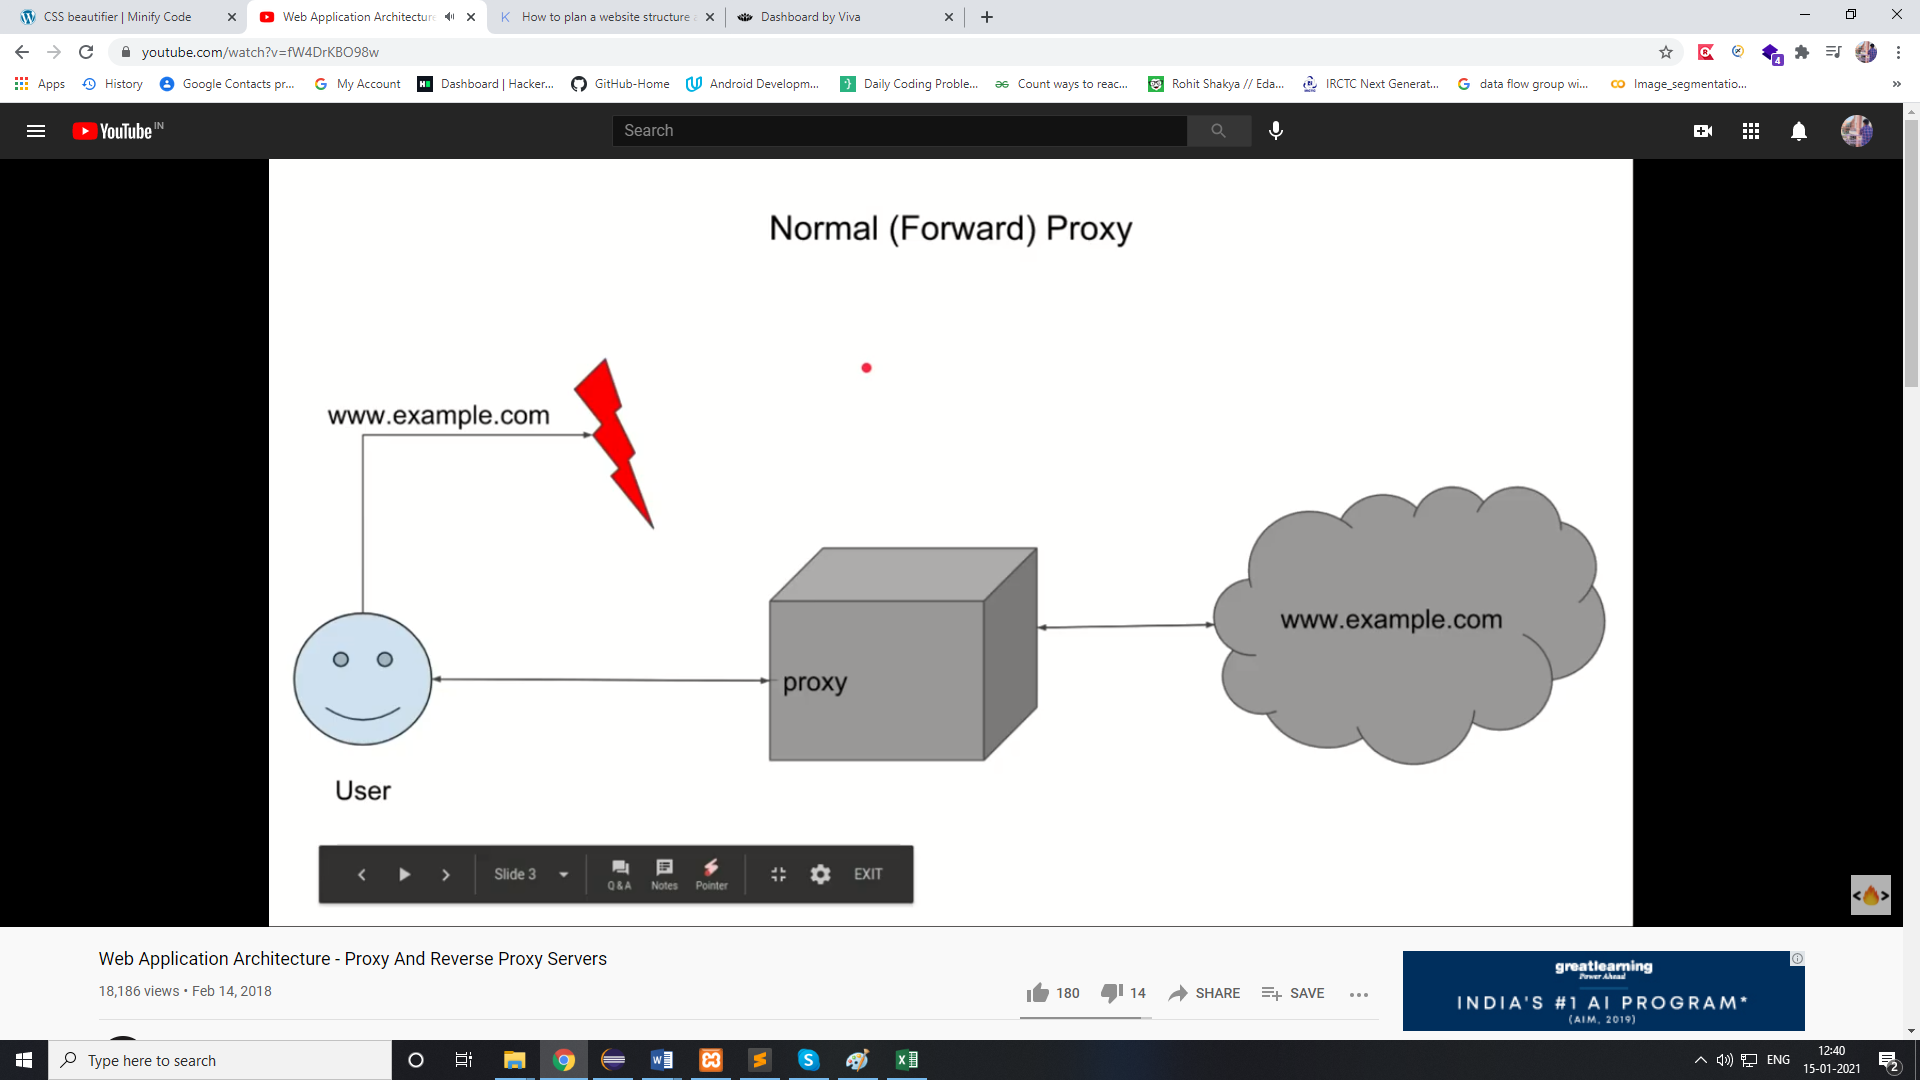 CSS beautifier | Minify Code
Web Application Architecture
How to plan a website structure
Dashboard by Viva
youtube.com/watch?v=fW4DrKBO98w
4
Apps
History
Google Contacts pr...
My Account
Dashboard | Hacker...
GitHub-Home
Android Developm...
Daily Coding Proble...
Count ways to reac...
Rohit Shakya // Eda...
IRCTC Next Generat...
data flow group wi...
Image_segmentatio...
YouTube IN
Search
Normal (Forward) Proxy
www.example.com
www.example.com
proxy
User
Slide 3
Q & A
Notes
Pointer
EXIT
Web Application Architecture - Proxy And Reverse Proxy Servers
18,186 views • Feb 14, 2018
180
14
SHARE
SAVE
greatlearning
Power Ahead
INDIA'S #1 AI PROGRAM*
(AIM, 2019)
Type here to search
ENG
12:40
15-01-2021
2